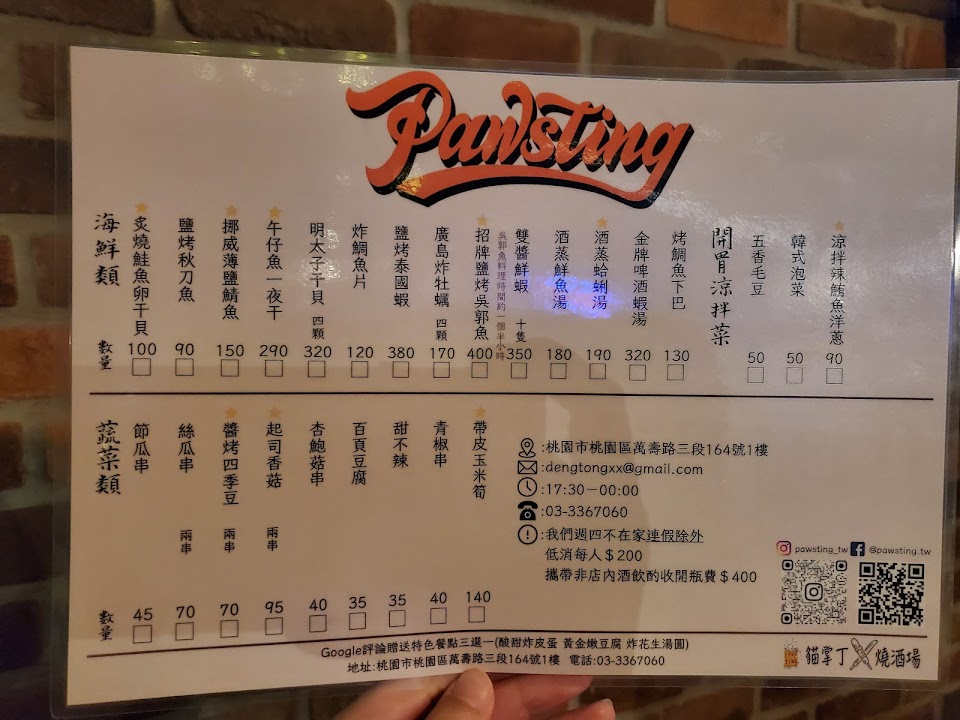 Pawsting
海鮮類
數量
炙燒鮭魚卵干貝 100
鹽烤秋刀魚 90
挪威薄鹽鯖魚 150
午仔魚一夜干 290
明太子干貝 四顆 320
炸鯛魚片 120
鹽烤泰國蝦 380
廣島炸牡蠣 四顆 170
招牌鹽烤吳郭魚 400
吳郭魚料理時間約一個半小時
雙醬鮮蝦 十隻 350
酒蒸鮮魚湯 180
酒蒸蛤蜊湯 190
金牌啤酒蝦湯 320
烤鯛魚下巴 130
開胃涼拌菜
五香毛豆 50
韓式泡菜 50
涼拌辣鮪魚洋蔥 90
蔬菜類
數量
節瓜串 45
絲瓜串 兩串 70
醬烤四季豆 兩串 70
起司香菇 兩串 95
杏鮑菇串 40
百頁豆腐 35
甜不辣 35
青椒串 40
帶皮玉米筍 140
:桃園市桃園區萬壽路三段164號1樓
:dengtongxx@gmail.com
:17:30－00:00
:03-3367060
:我們週四不在家連假除外
低消每人＄200
攜帶非店內酒飲酌收開瓶費＄400
pawsting_tw
@pawsting.tw
Google評論贈送特色餐點三選一(酸甜炸皮蛋 黃金嫩豆腐 炸花生湯圓)
地址:桃園市桃園區萬壽路三段164號1樓 電話:03-3367060
貓掌丁 燒酒場